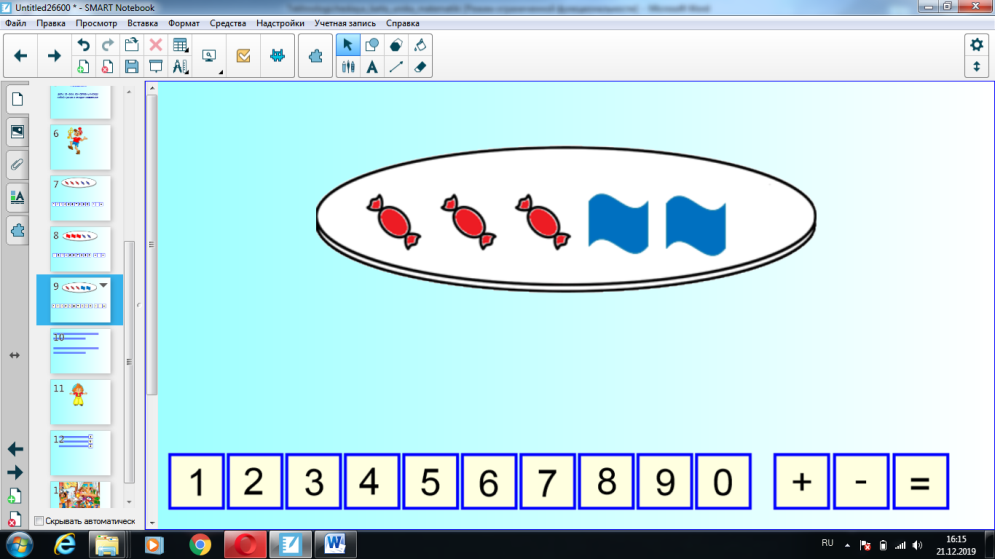 Untitled26600 * - SMART Notebook
Файл Правка Просмотр Вставка Формат Средства Надстройки Учетная запись Справка
6
7
8
9
10
11
12
1
Скрывать автоматическ
1 2 3 4 5 6 7 8 9 0 + - =
RU
16:15
21.12.2019